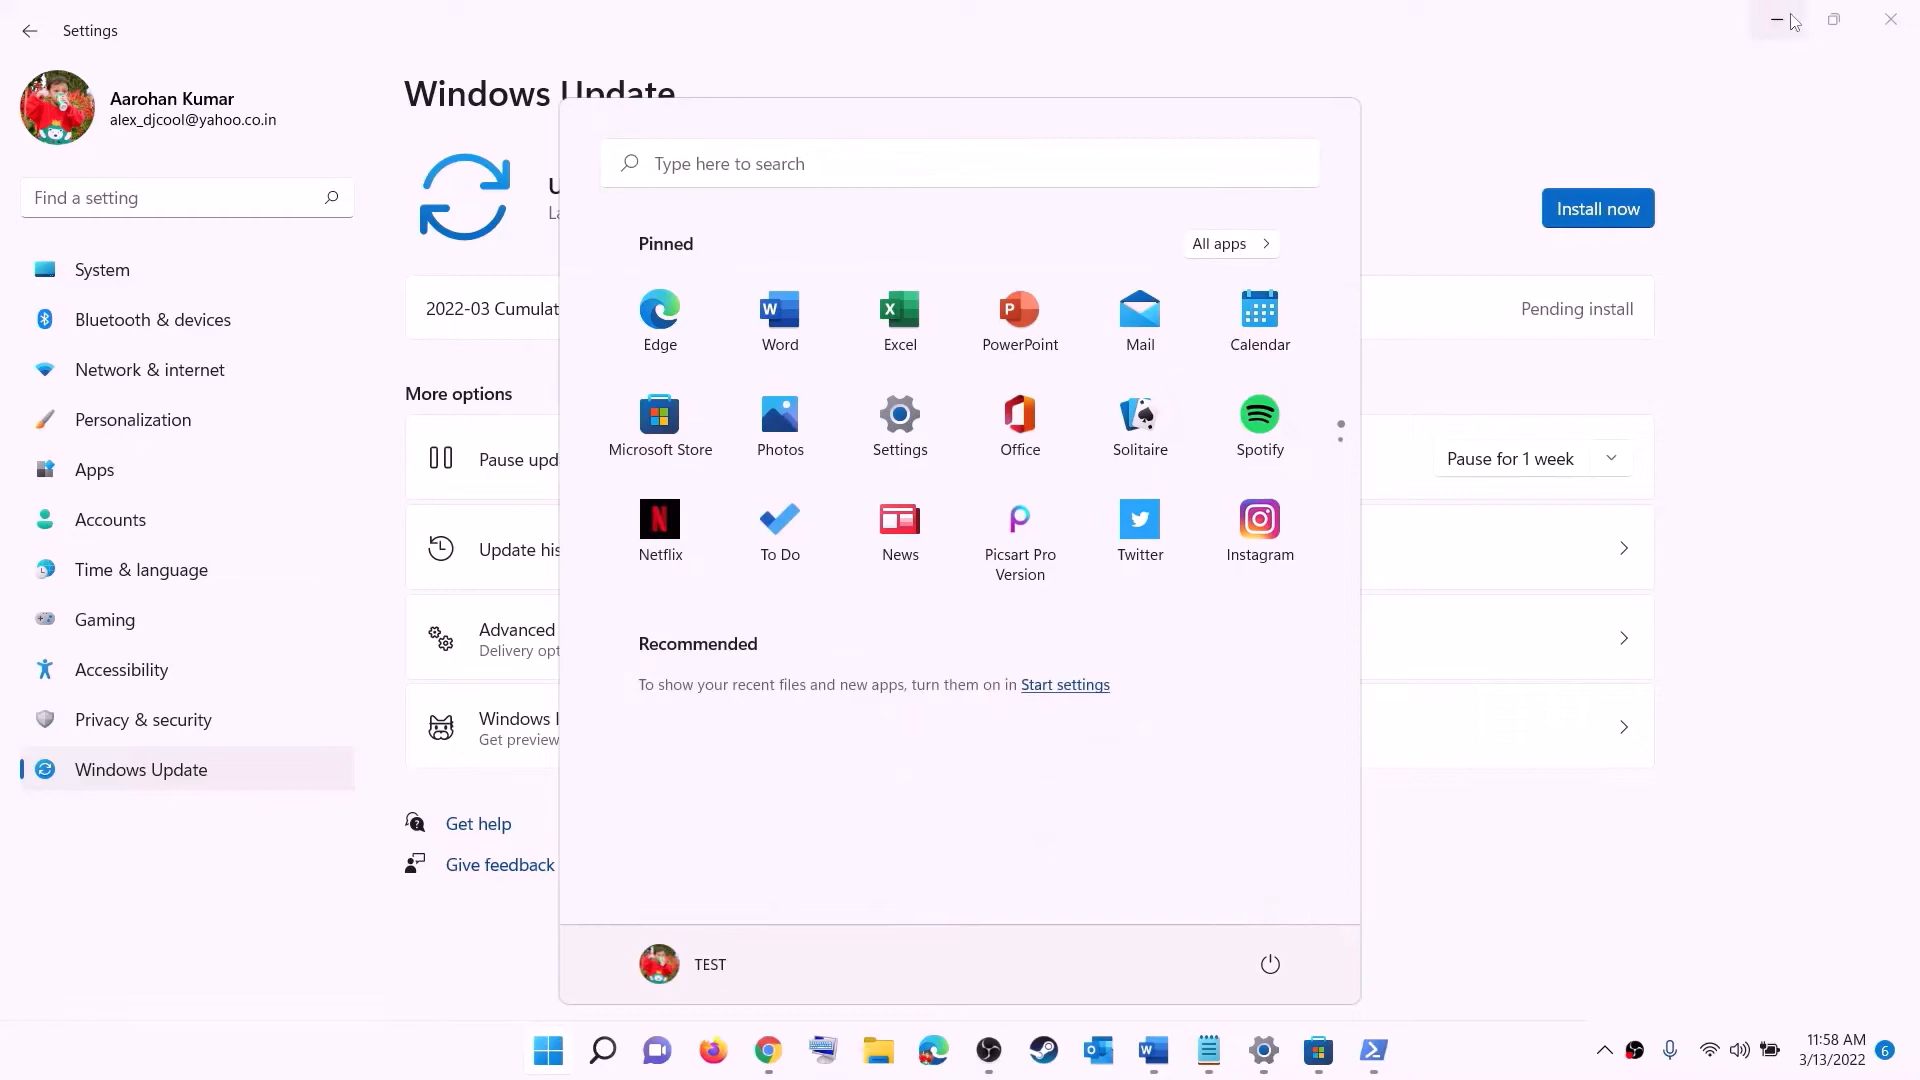 Settings
Aarohan Kumar
alex_djcool@yahoo.co.in
Find a setting
System
Bluetooth & devices
Network & internet
Personalization
Apps
Accounts
Time & language
Gaming
Accessibility
Privacy & security
Windows Update
Windows Update
Install now
2022-03 Cumulat
Pending install
More options
Pause upd
Pause for 1 week
Update his
Advanced
Delivery opt
Windows I
Get preview
Get help
Give feedback
Type here to search
Pinned
All apps
Edge
Word
Excel
PowerPoint
Mail
Calendar
Microsoft Store
Photos
Settings
Office
Solitaire
Spotify
Netflix
To Do
News
Picsart Pro
Version
Twitter
Instagram
Recommended
To show your recent files and new apps, turn them on in Start settings
TEST
11:58 AM
3/13/2022
6